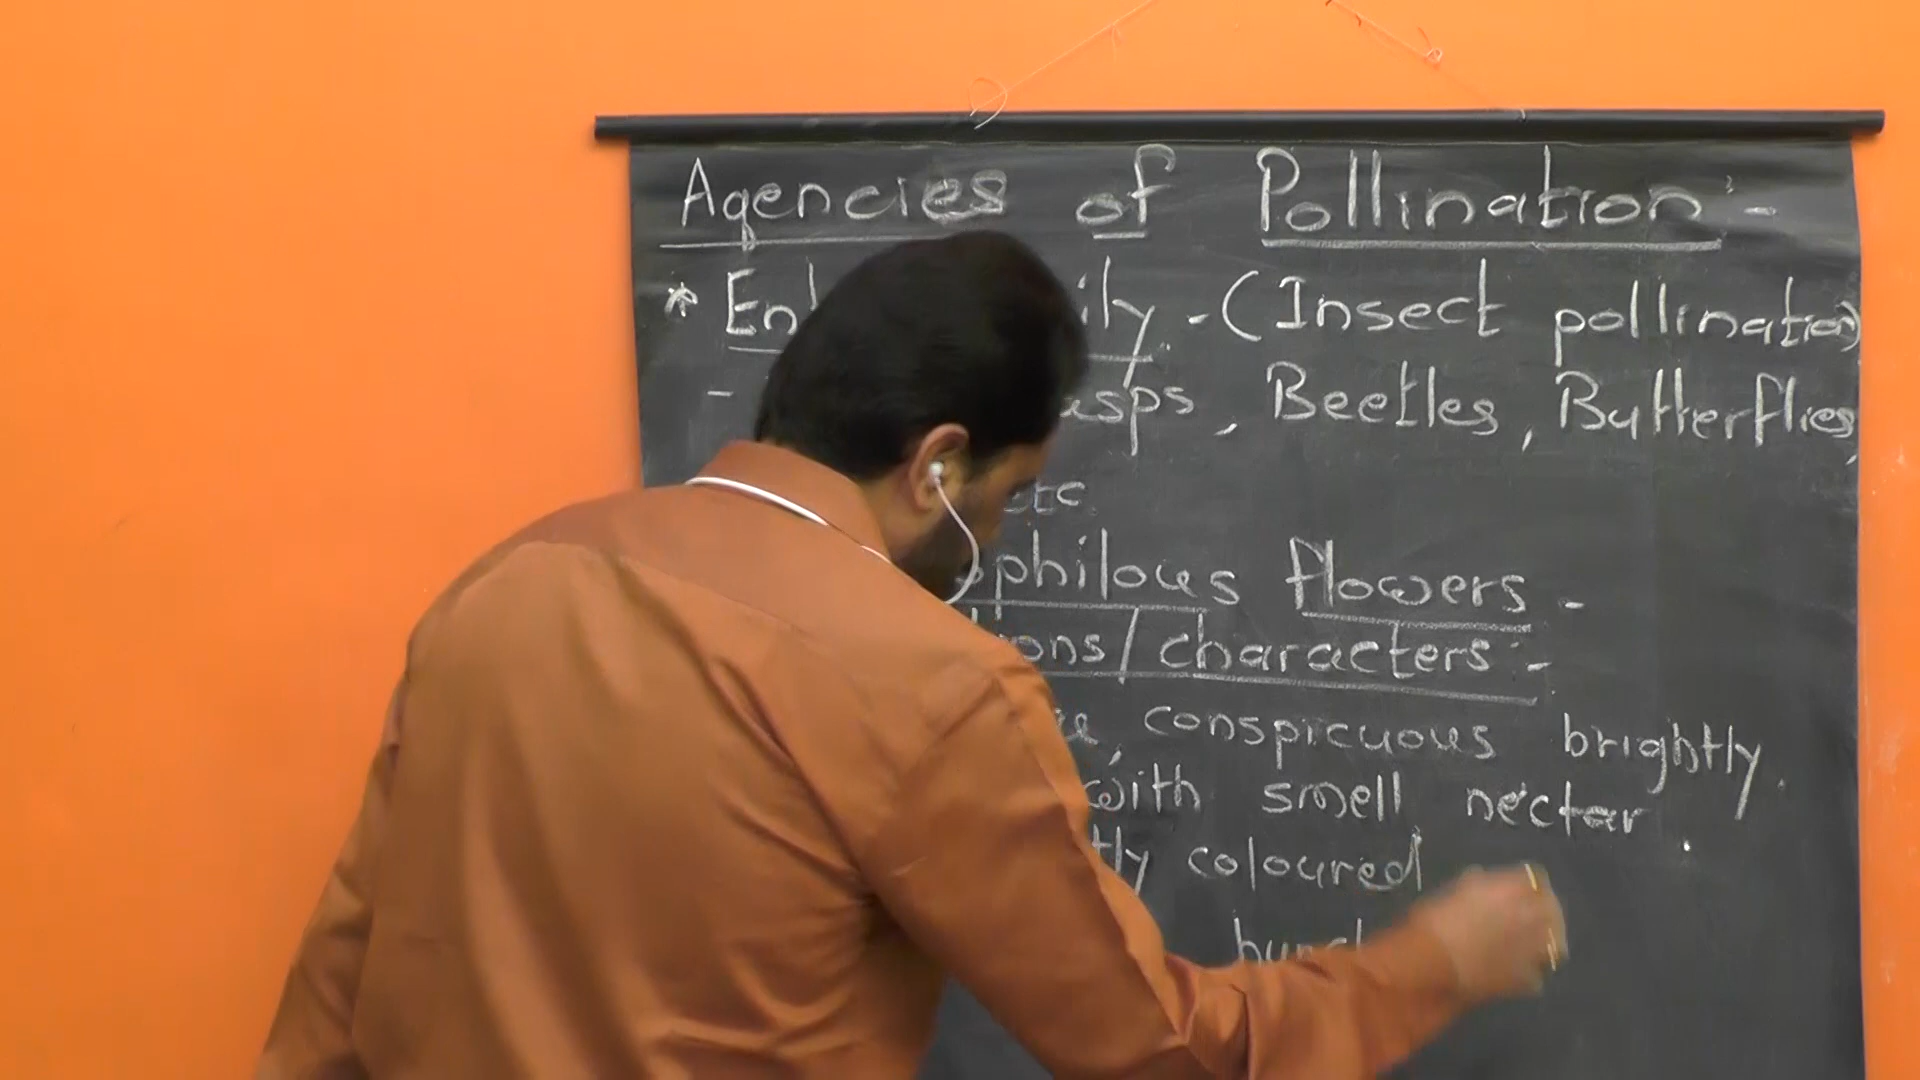 Agencies of Pollination :-
* En ily - (Insect pollination)
- asps, Beetles, Butterflies,
etc.
ophilous flowers -
ions/characters :-
, conspicuous brightly
with smell, nectar.
tly coloured